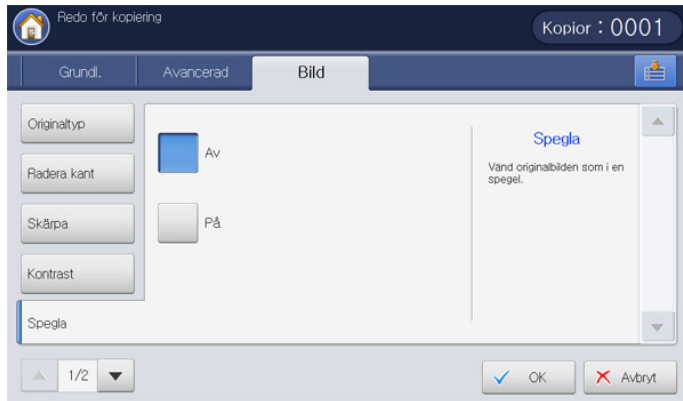 Redo för kopiering
Kopior : 0001
Grundl.
Avancerad
Bild
Originaltyp
Radera kant
Skärpa
Kontrast
Spegla
Av
På
Spegla
Vänd originalbilden som i en
spegel.
1/2
OK
Avbryt